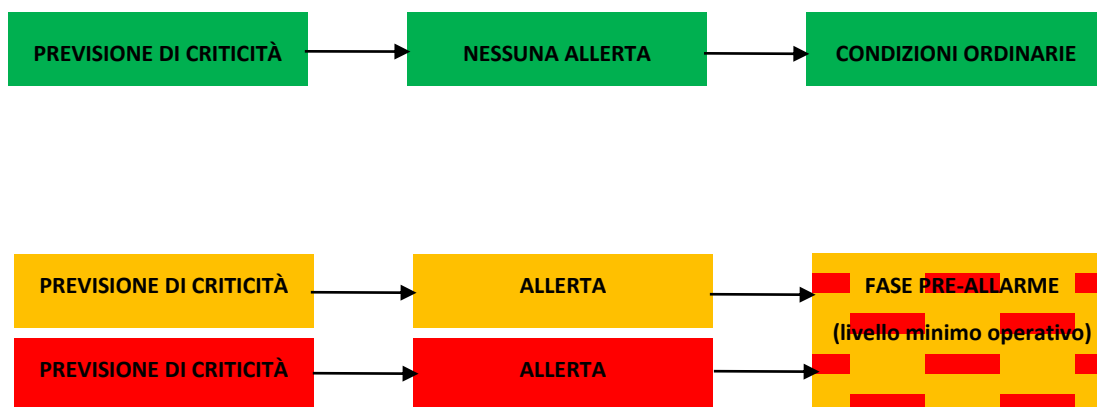 PREVISIONE DI CRITICITÀ
NESSUNA ALLERTA
CONDIZIONI ORDINARIE
PREVISIONE DI CRITICITÀ
ALLERTA
FASE PRE-ALLARME
(livello minimo operativo)
PREVISIONE DI CRITICITÀ
ALLERTA